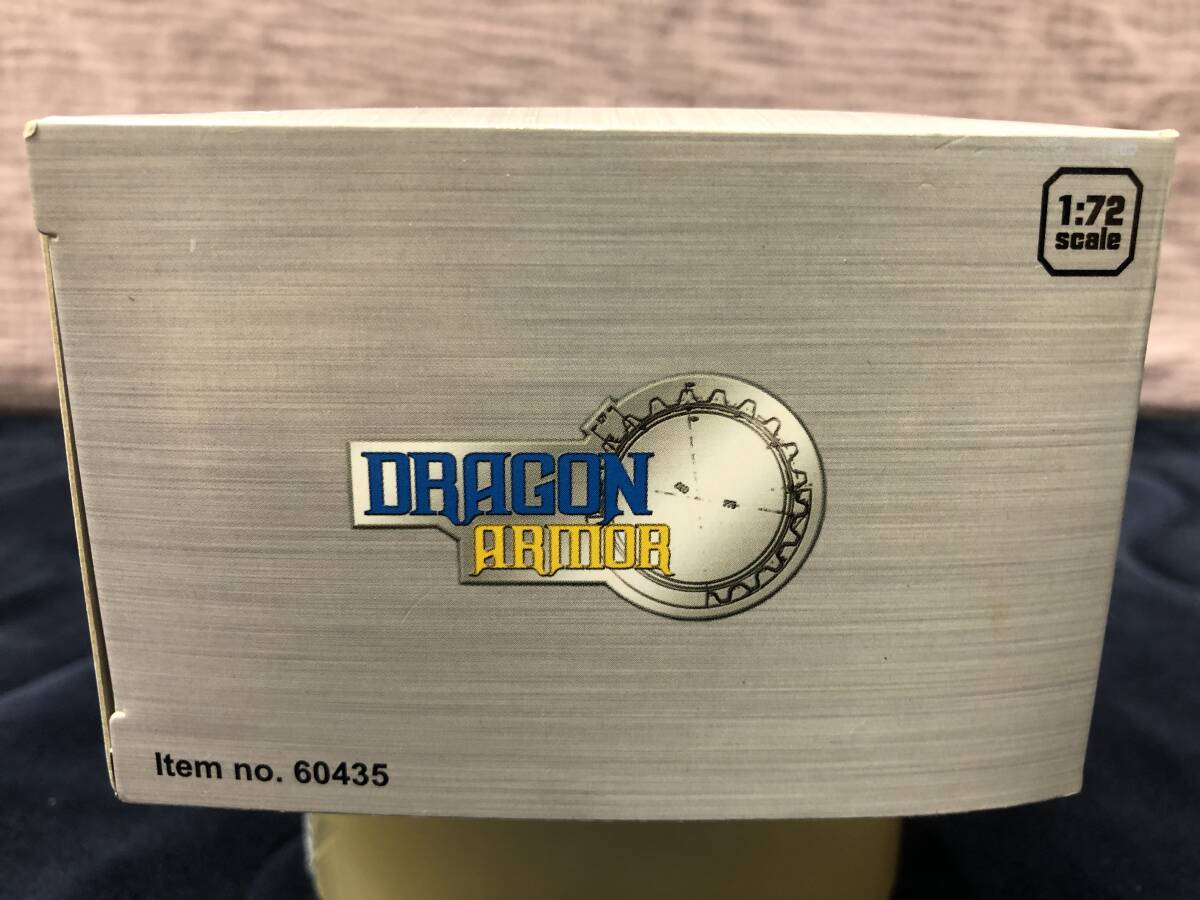 1:72
scale
DRAGON
ARMOR
Item no. 60435